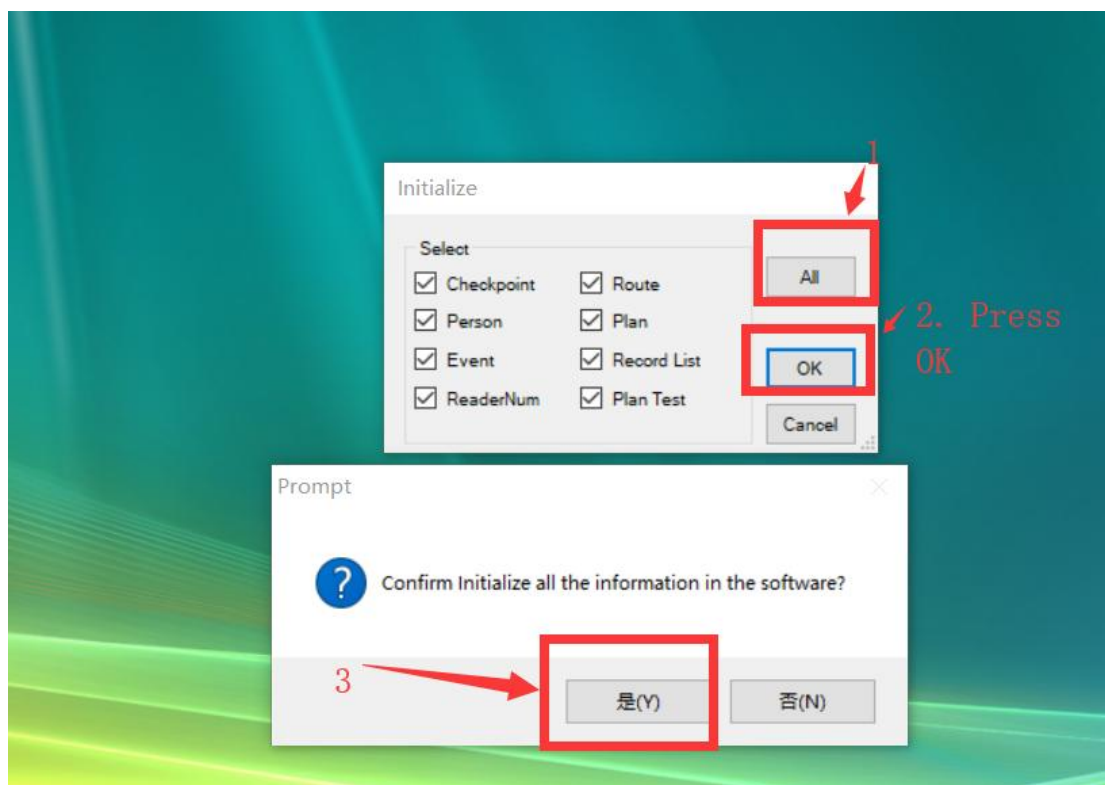 1
Initialize
Select
Checkpoint Route All
Person Plan
2. Press
OK
Event Record List OK
ReaderNum Plan Test
Cancel
Prompt
? Confirm Initialize all the information in the software?
3
是(Y) 否(N)